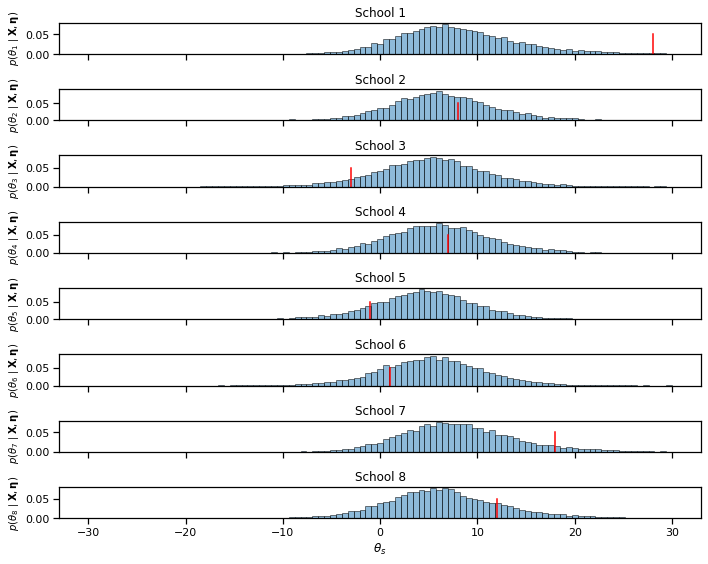 School 1
p(θ₁ | X, η)
0.05
0.00
School 2
p(θ₂ | X, η)
0.05
0.00
School 3
p(θ₃ | X, η)
0.05
0.00
School 4
p(θ₄ | X, η)
0.05
0.00
School 5
p(θ₅ | X, η)
0.05
0.00
School 6
p(θ₆ | X, η)
0.05
0.00
School 7
p(θ₇ | X, η)
0.05
0.00
School 8
p(θ₈ | X, η)
0.05
0.00
−30 −20 −10 0 10 20 30
θₛ